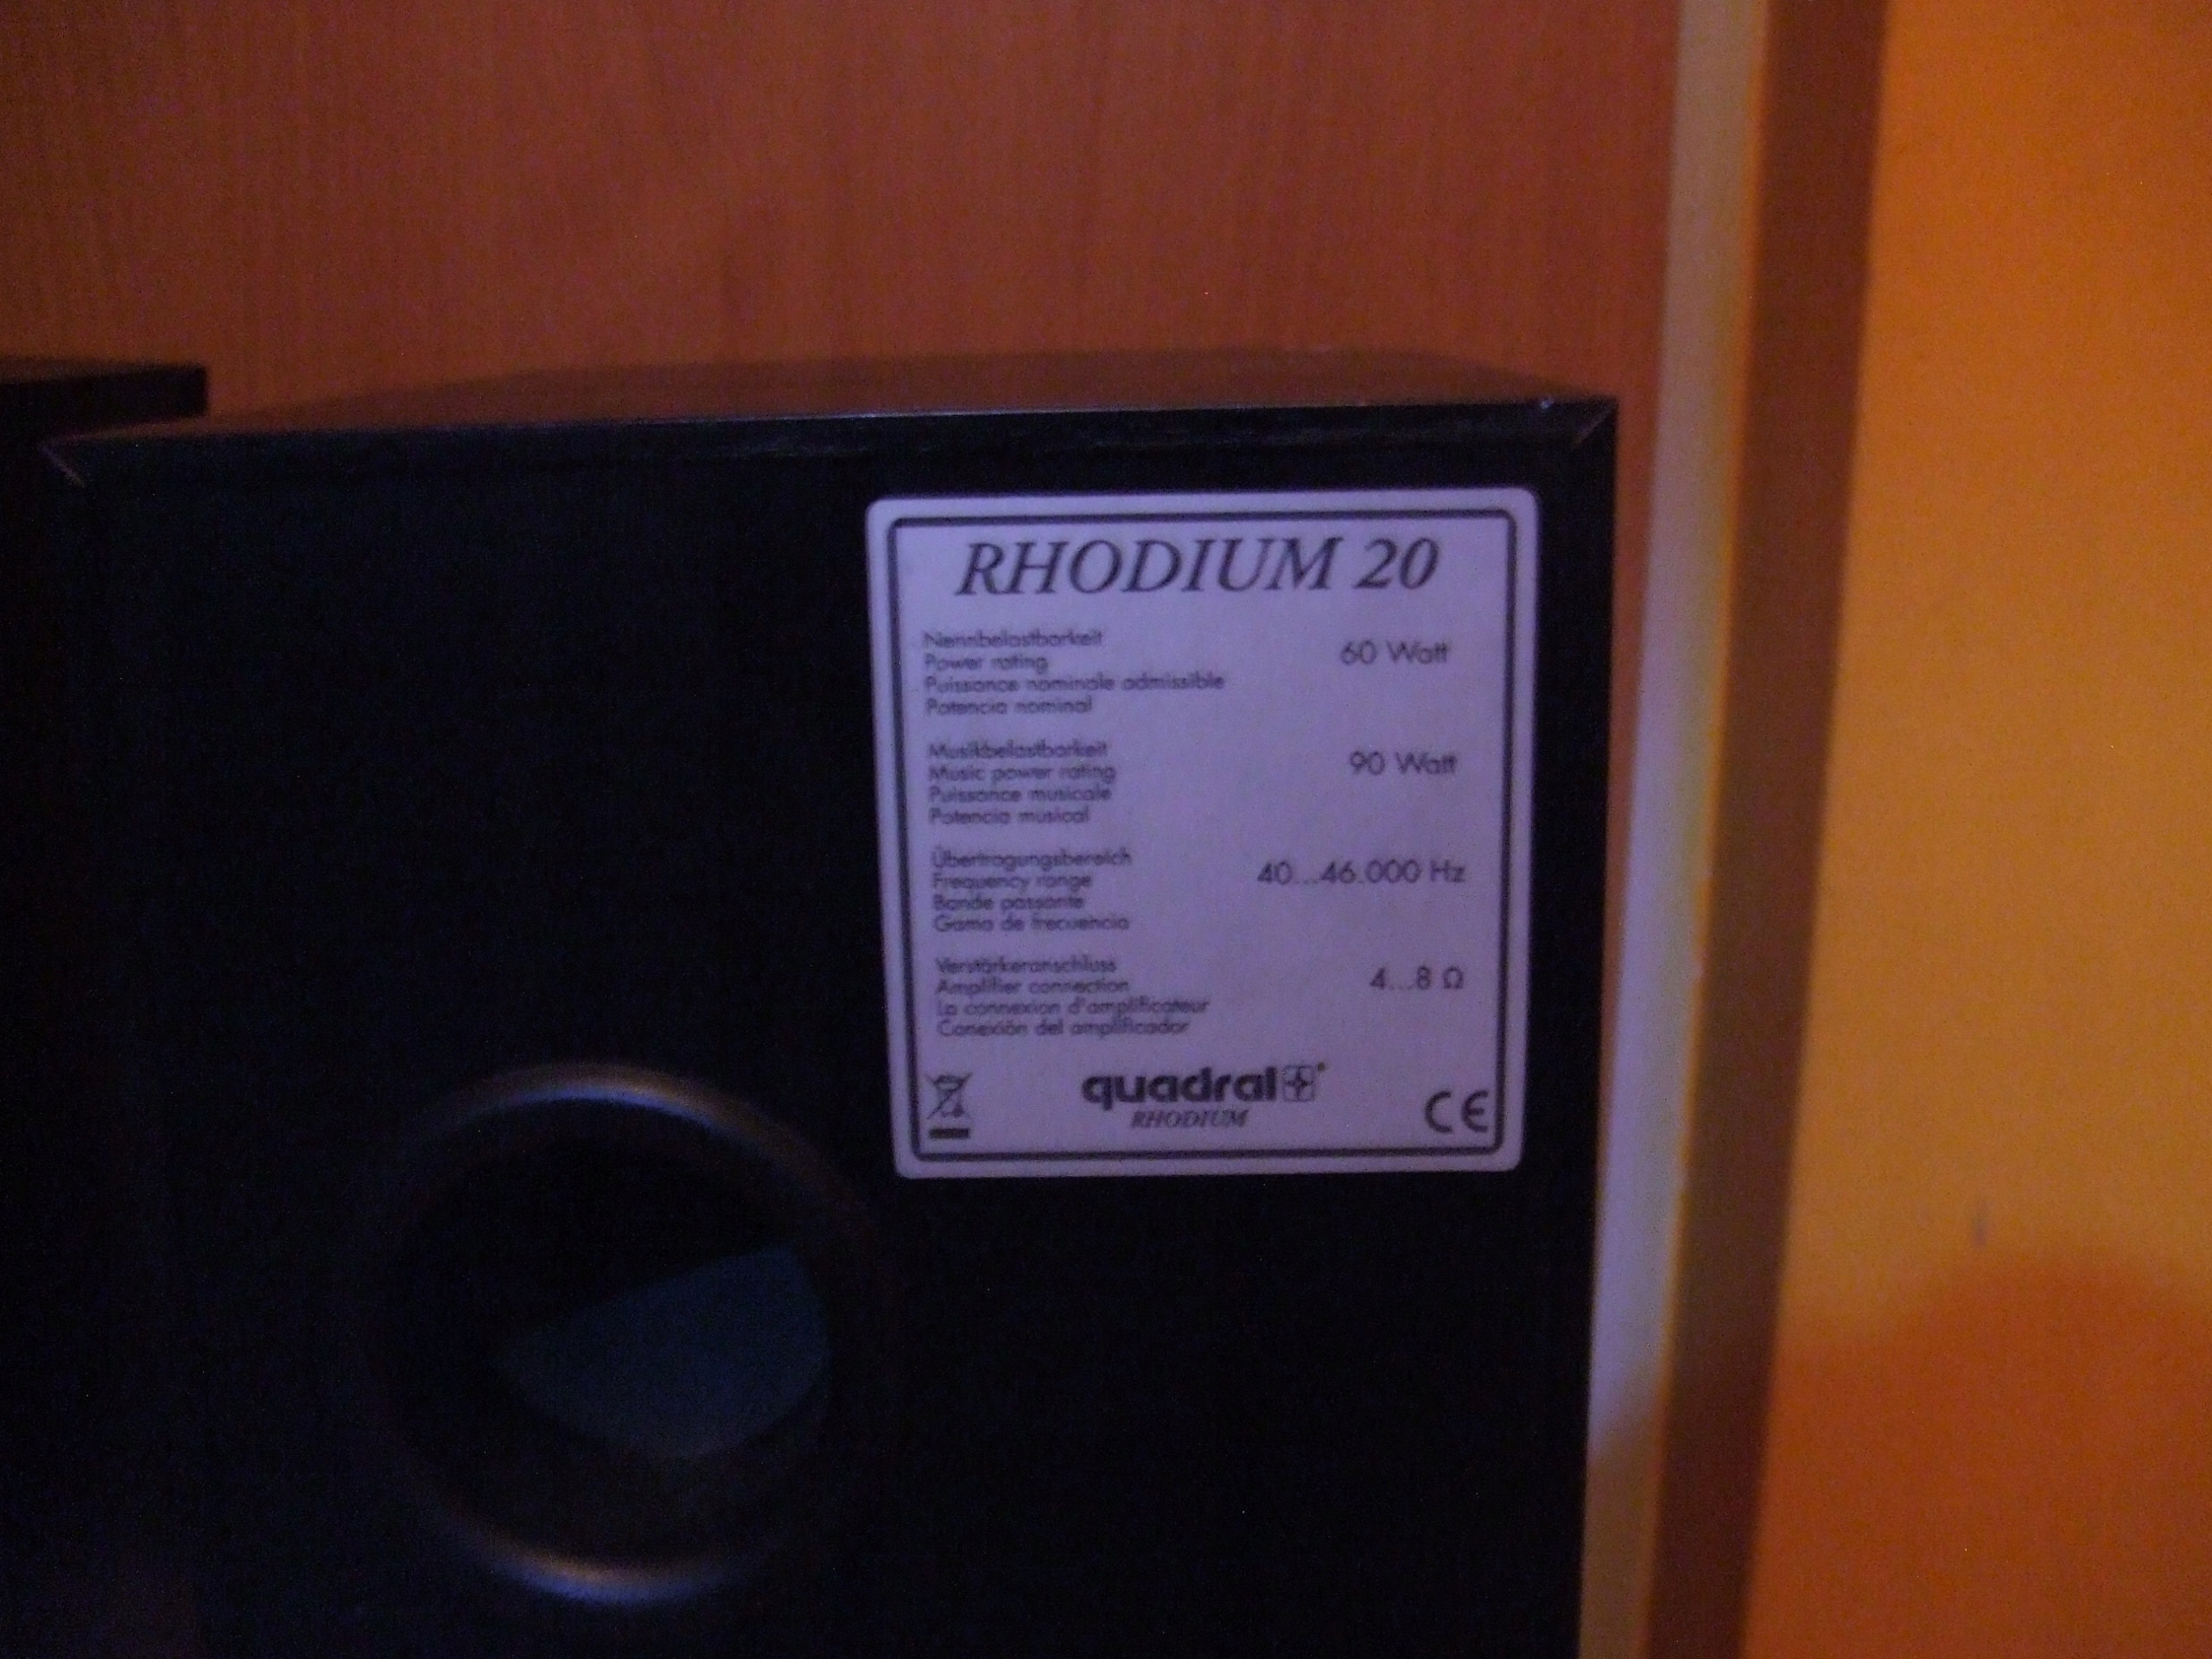 RHODIUM 20
Nennbelastbarkeit
Power rating
60 Watt
Puissance nominale admissible
Potencia nominal
Musikbelastbarkeit
Music power rating
90 Watt
Puissance musicale
Potencia musical
Übertragungsbereich
Frequency range
40...46.000 Hz
Bande passante
Gama de frecuencia
Verstärkeranschluss
Amplifier connection
4...8 Ω
La connexion d'amplificateur
Conexión del amplificador
quadral
RHODIUM
CE